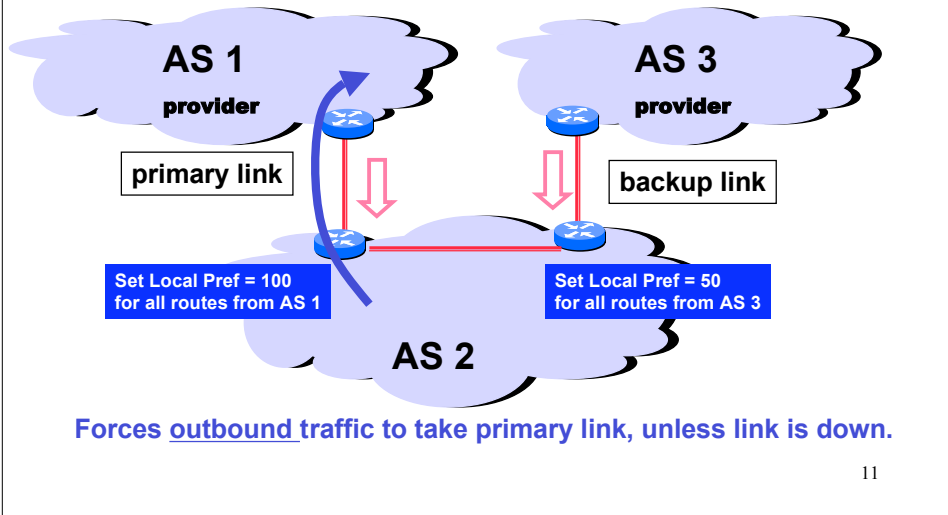 AS 1
provider
AS 3
provider
primary link
backup link
Set Local Pref = 100
for all routes from AS 1
Set Local Pref = 50
for all routes from AS 3
AS 2
Forces outbound traffic to take primary link, unless link is down.
11